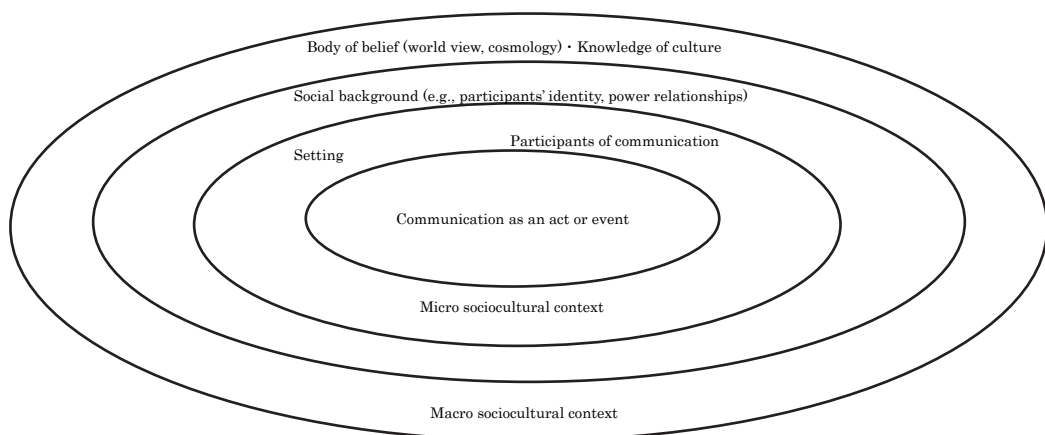 Body of belief (world view, cosmology)・Knowledge of culture
Social background (e.g., participants’ identity, power relationships)
Participants of communication
Setting
Communication as an act or event
Micro sociocultural context
Macro sociocultural context